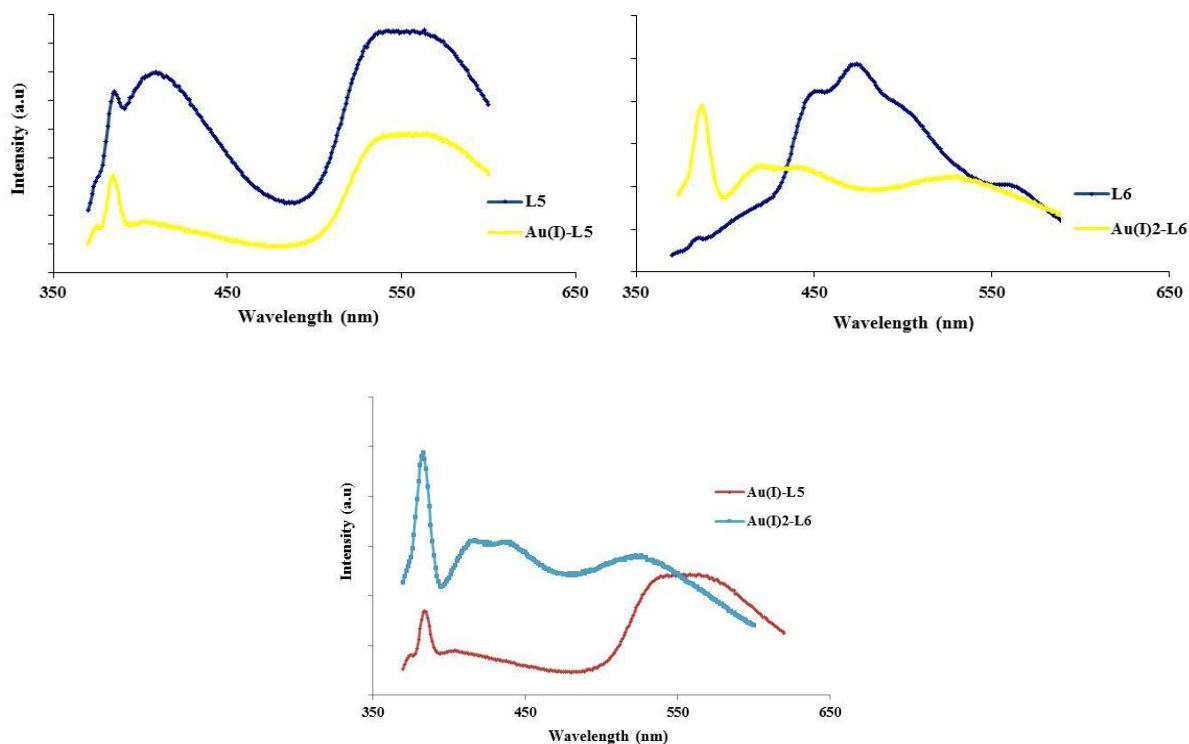 Intensity (a.u)
L5
Au(I)-L5
350 450 550 650
Wavelength (nm)
L6
Au(I)2-L6
350 450 550 650
Wavelength (nm)
Intensity (a.u)
Au(I)-L5
Au(I)2-L6
350 450 550 650
Wavelength (nm)